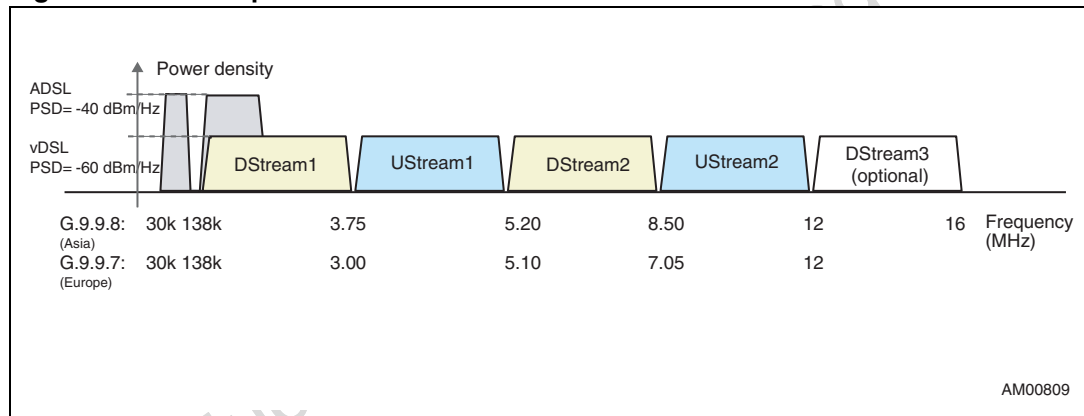 Power density
ADSL
PSD= -40 dBm/Hz
vDSL
PSD= -60 dBm/Hz
DStream1 UStream1 DStream2 UStream2 DStream3
(optional)
G.9.9.8: 30k 138k 3.75 5.20 8.50 12 16 Frequency
(Asia) (MHz)
G.9.9.7: 30k 138k 3.00 5.10 7.05 12
(Europe)
AM00809